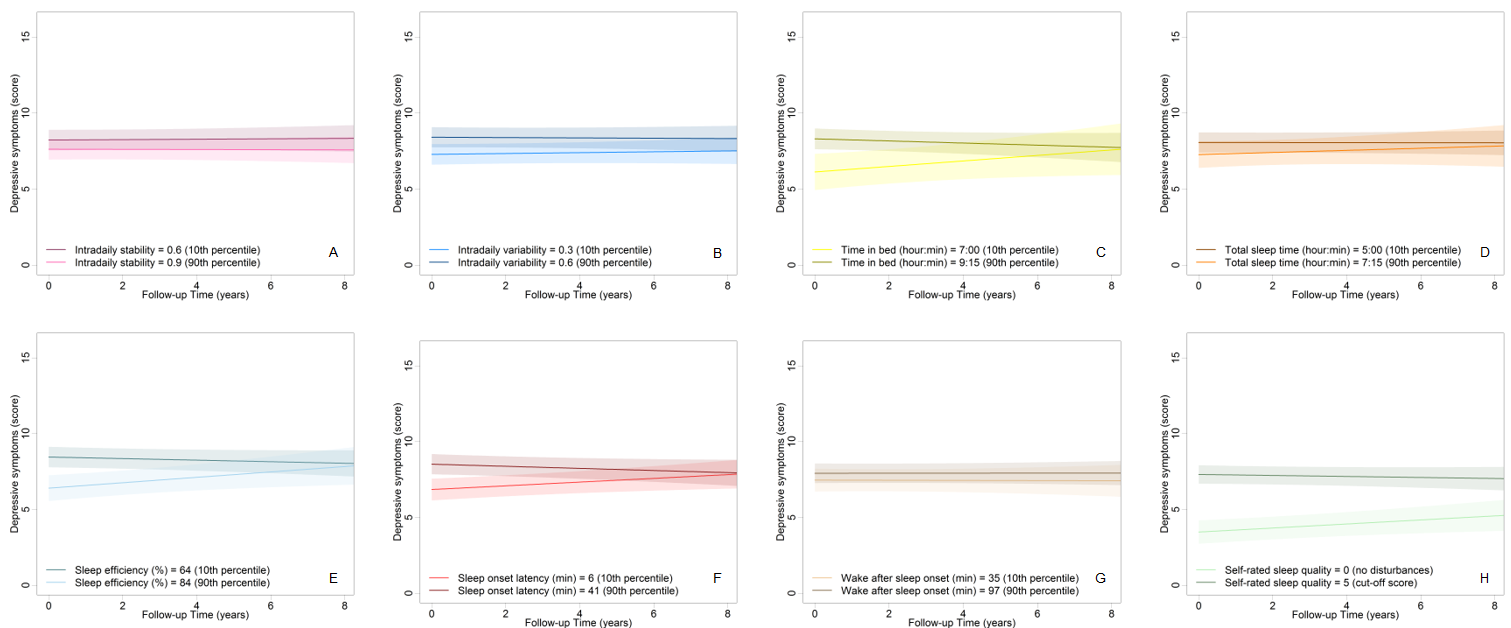 Depressive symptoms (score)
15
10
5
0
Intradaily stability = 0.6 (10th percentile)
Intradaily stability = 0.9 (90th percentile)
A
0 2 4 6 8
Follow-up Time (years)
Depressive symptoms (score)
15
10
5
0
Intradaily variability = 0.3 (10th percentile)
Intradaily variability = 0.6 (90th percentile)
B
0 2 4 6 8
Follow-up Time (years)
Depressive symptoms (score)
15
10
5
0
Time in bed (hour:min) = 7:00 (10th percentile)
Time in bed (hour:min) = 9:15 (90th percentile)
C
0 2 4 6 8
Follow-up Time (years)
Depressive symptoms (score)
15
10
5
0
Total sleep time (hour:min) = 5:00 (10th percentile)
Total sleep time (hour:min) = 7:15 (90th percentile)
D
0 2 4 6 8
Follow-up Time (years)
Depressive symptoms (score)
15
10
5
0
Sleep efficiency (%) = 64 (10th percentile)
Sleep efficiency (%) = 84 (90th percentile)
E
0 2 4 6 8
Follow-up Time (years)
Depressive symptoms (score)
15
10
5
0
Sleep onset latency (min) = 6 (10th percentile)
Sleep onset latency (min) = 41 (90th percentile)
F
0 2 4 6 8
Follow-up Time (years)
Depressive symptoms (score)
15
10
5
0
Wake after sleep onset (min) = 35 (10th percentile)
Wake after sleep onset (min) = 97 (90th percentile)
G
0 2 4 6 8
Follow-up Time (years)
Depressive symptoms (score)
15
10
5
0
Self-rated sleep quality = 0 (no disturbances)
Self-rated sleep quality = 5 (cut-off score)
H
0 2 4 6 8
Follow-up Time (years)